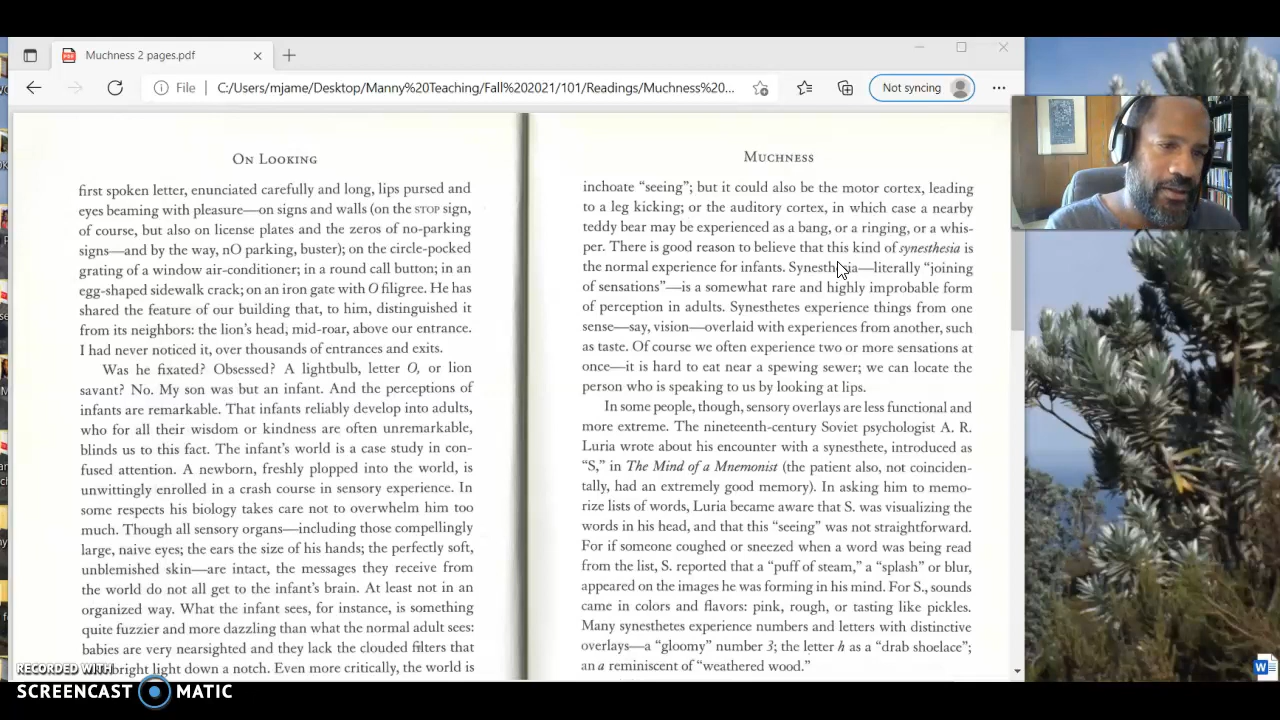 Muchness 2 pages.pdf
File
C:/Users/mjame/Desktop/Manny%20Teaching/Fall%202021/101/Readings/Muchness%20...
Not syncing
ON LOOKING
first spoken letter, enunciated carefully and long, lips pursed and
eyes beaming with pleasure—on signs and walls (on the STOP sign,
of course, but also on license plates and the zeros of no-parking
signs—and by the way, nO parking, buster); on the circle-pocked
grating of a window air-conditioner; in a round call button; in an
egg-shaped sidewalk crack; on an iron gate with O filigree. He has
shared the feature of our building that, to him, distinguished it
from its neighbors: the lion's head, mid-roar, above our entrance.
I had never noticed it, over thousands of entrances and exits.
Was he fixated? Obsessed? A lightbulb, letter O, or lion
savant? No. My son was but an infant. And the perceptions of
infants are remarkable. That infants reliably develop into adults,
who for all their wisdom or kindness are often unremarkable,
blinds us to this fact. The infant's world is a case study in con-
fused attention. A newborn, freshly plopped into the world, is
unwittingly enrolled in a crash course in sensory experience. In
some respects his biology takes care not to overwhelm him too
much. Though all sensory organs—including those compellingly
large, naive eyes; the ears the size of his hands; the perfectly soft,
unblemished skin—are intact, the messages they receive from
the world do not all get to the infant's brain. At least not in an
organized way. What the infant sees, for instance, is something
quite fuzzier and more dazzling than what the normal adult sees:
babies are very nearsighted and they lack the clouded filters that
bright light down a notch. Even more critically, the world is
MUCHNESS
inchoate "seeing"; but it could also be the motor cortex, leading
to a leg kicking; or the auditory cortex, in which case a nearby
teddy bear may be experienced as a bang, or a ringing, or a whis-
per. There is good reason to believe that this kind of synesthesia is
the normal experience for infants. Synesthesia—literally "joining
of sensations"—is a somewhat rare and highly improbable form
of perception in adults. Synesthetes experience things from one
sense—say, vision—overlaid with experiences from another, such
as taste. Of course we often experience two or more sensations at
once—it is hard to eat near a spewing sewer; we can locate the
person who is speaking to us by looking at lips.
In some people, though, sensory overlays are less functional and
more extreme. The nineteenth-century Soviet psychologist A. R.
Luria wrote about his encounter with a synesthete, introduced as
"S," in The Mind of a Mnemonist (the patient also, not coinciden-
tally, had an extremely good memory). In asking him to memo-
rize lists of words, Luria became aware that S. was visualizing the
words in his head, and that this "seeing" was not straightforward.
For if someone coughed or sneezed when a word was being read
from the list, S. reported that a "puff of steam," a "splash" or blur,
appeared on the images he was forming in his mind. For S., sounds
came in colors and flavors: pink, rough, or tasting like pickles.
Many synesthetes experience numbers and letters with distinctive
overlays—a "gloomy" number 3; the letter h as a "drab shoelace";
an a reminiscent of "weathered wood."
RECORDED WITH
SCREENCAST MATIC